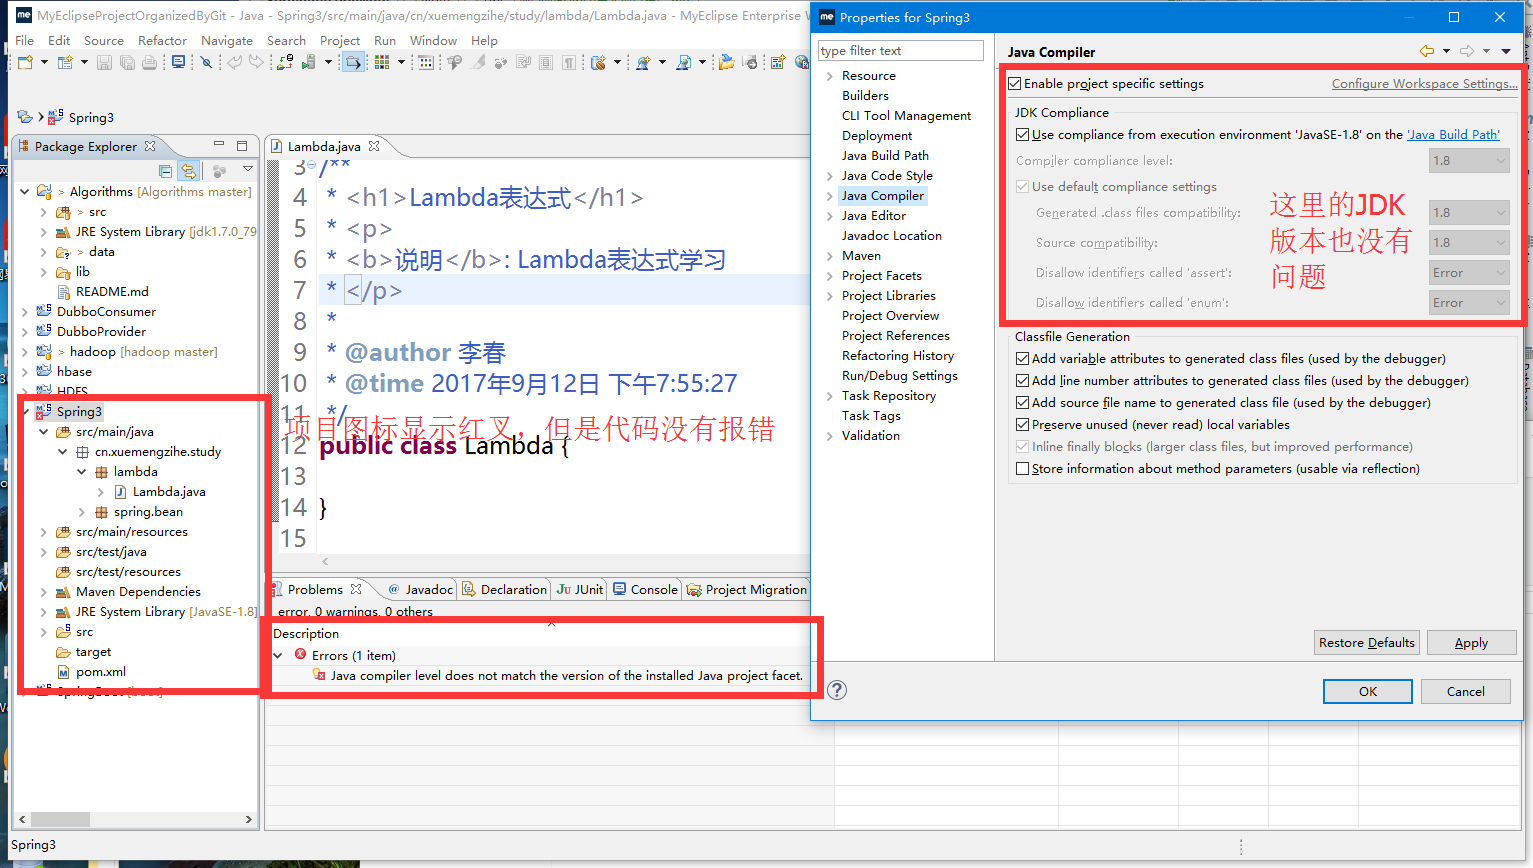 MyEclipseProjectOrganizedByGit - Java - Spring3/src/main/java/cn/xuemengzihe/study/lambda/Lambda.java - MyEclipse Enterprise W
File Edit Source Refactor Navigate Search Project Run Window Help
Spring3
Package Explorer
> Algorithms [Algorithms master]
> src
JRE System Library [jdk1.7.0_79
> data
lib
README.md
DubboConsumer
DubboProvider
> hadoop [hadoop master]
hbase
HDFS
Spring3
src/main/java
cn.xuemengzihe.study
lambda
Lambda.java
spring.bean
src/main/resources
src/test/java
src/test/resources
Maven Dependencies
JRE System Library [JavaSE-1.8]
src
target
pom.xml
Lambda.java
3 /**
4 * <h1>Lambda表达式</h1>
5 * <p>
6 * <b>说明</b>: Lambda表达式学习
7 * </p>
8 *
9 * @author 李春
10 * @time 2017年9月12日 下午7:55:27
11 */
项目图标显示红叉，但是代码没有报错
12 public class Lambda {
13
14 }
15
Problems @ Javadoc Declaration JUnit Console Project Migration
error, 0 warnings, 0 others
Description
Errors (1 item)
Java compiler level does not match the version of the installed Java project facet.
Properties for Spring3
type filter text
Resource
Builders
CLI Tool Management
Deployment
Java Build Path
Java Code Style
Java Compiler
Java Editor
Javadoc Location
Maven
Project Facets
Project Libraries
Project Overview
Project References
Refactoring History
Run/Debug Settings
Task Repository
Task Tags
Validation
Java Compiler
Enable project specific settings Configure Workspace Settings...
JDK Compliance
Use compliance from execution environment 'JavaSE-1.8' on the 'Java Build Path'
Compiler compliance level: 1.8
Use default compliance settings
Generated .class files compatibility: 1.8
Source compatibility: 1.8
Disallow identifiers called 'assert': Error
Disallow identifiers called 'enum': Error
这里的JDK
版本也没有
问题
Classfile Generation
Add variable attributes to generated class files (used by the debugger)
Add line number attributes to generated class files (used by the debugger)
Add source file name to generated class file (used by the debugger)
Preserve unused (never read) local variables
Inline finally blocks (larger class files, but improved performance)
Store information about method parameters (usable via reflection)
Restore Defaults Apply
OK Cancel
Spring3